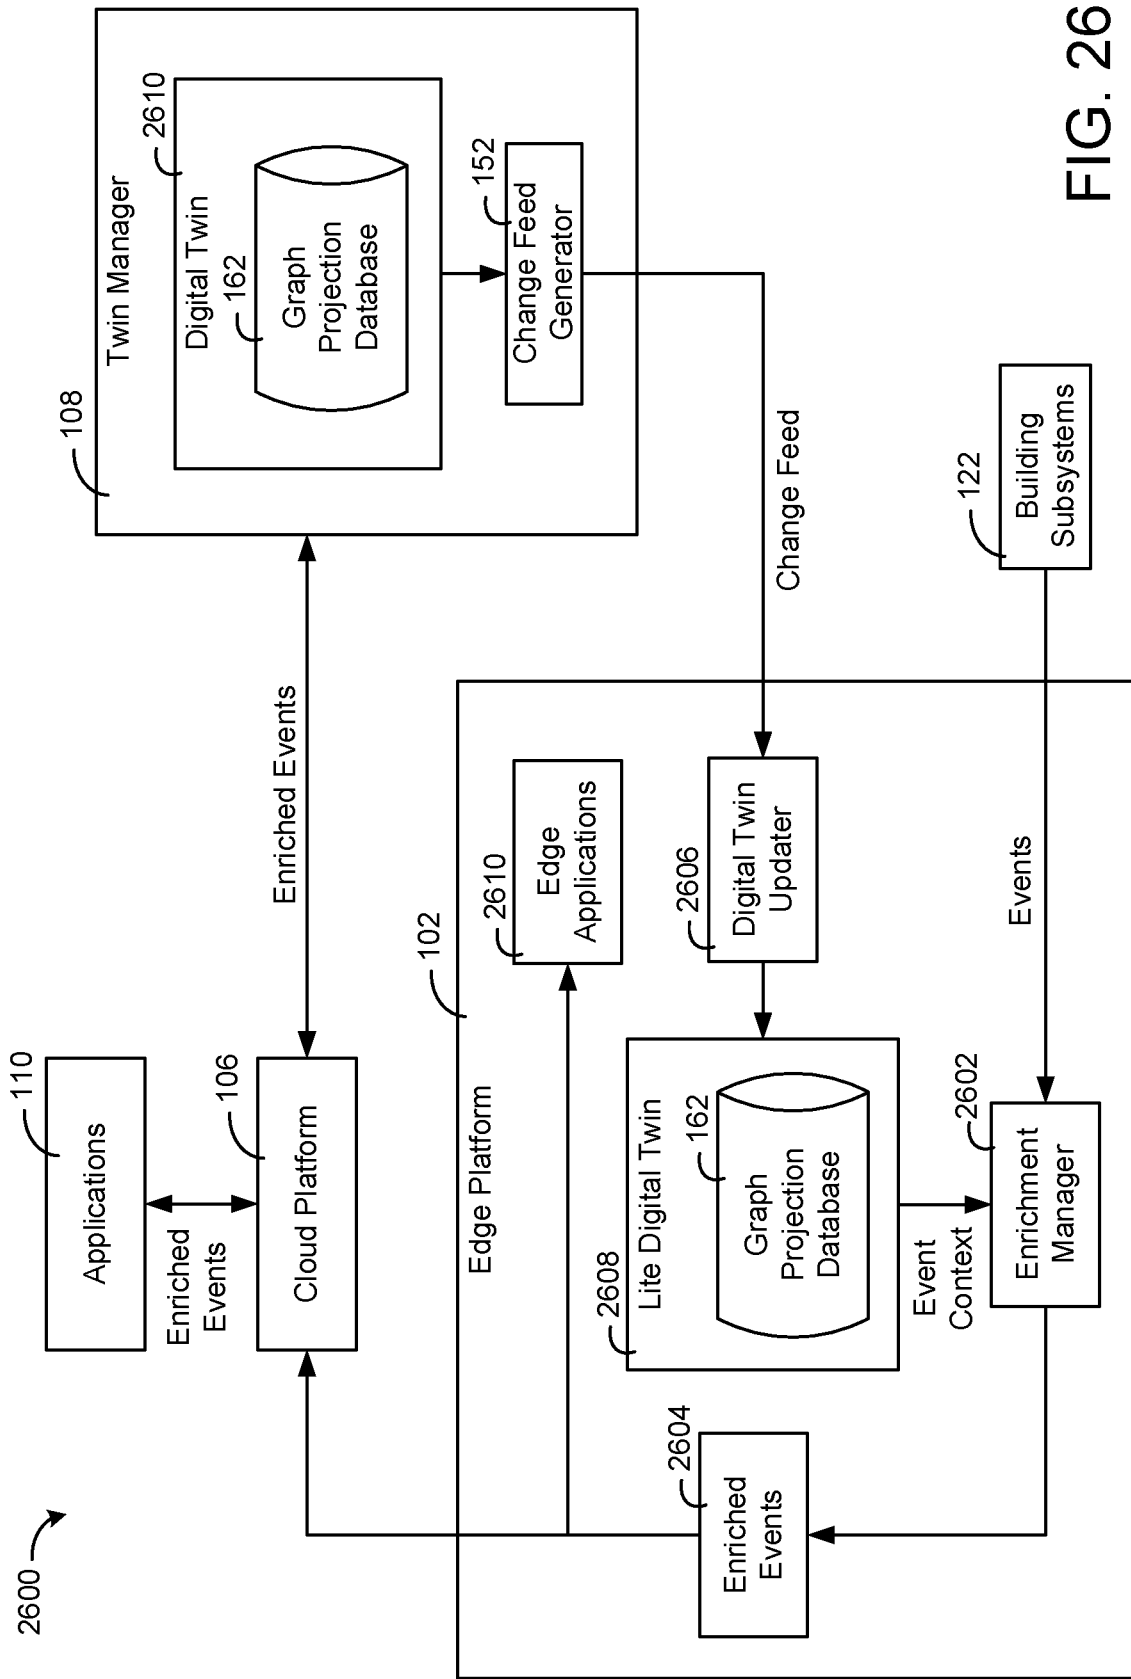 2600
Applications
110
Enriched
Events
Cloud Platform
106
Enriched Events
108
Twin Manager
Digital Twin
2610
162
Graph
Projection
Database
152
Change Feed
Generator
Change Feed
Edge Platform
102
Edge
Applications
2610
Digital Twin
Updater
2606
Lite Digital Twin
2608
162
Graph
Projection
Database
Event
Context
Enriched
Events
2604
Enrichment
Manager
2602
Events
Building
Subsystems
122
FIG. 26